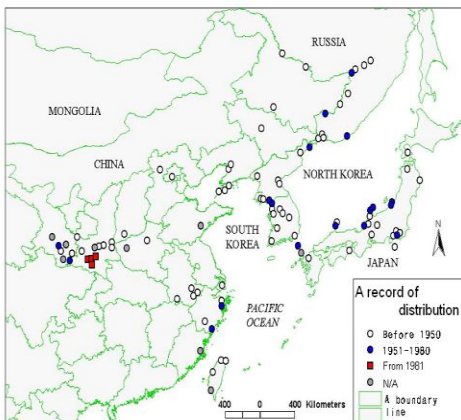 RUSSIA
MONGOLIA
CHINA
NORTH KOREA
SOUTH
KOREA
JAPAN
N
PACIFIC
OCEAN
A record of
distribution
Before 1950
1951-1980
From 1981
N/A
A boundary
line
400 0 400 Kilometers